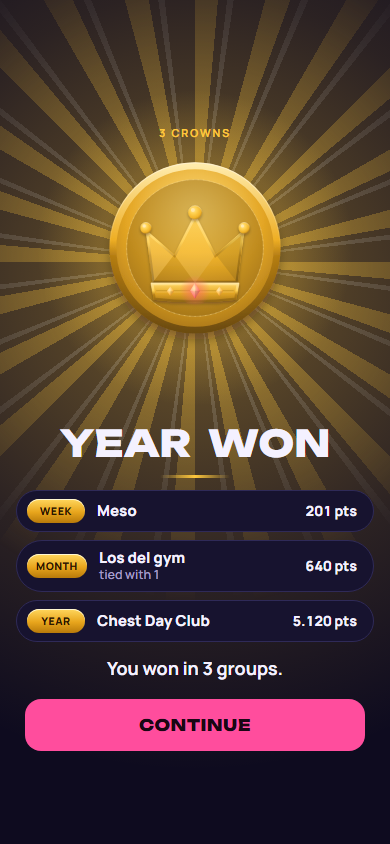 3 CROWNS
YEAR WON
WEEK Meso 201 pts
MONTH Los del gym 640 pts
tied with 1
YEAR Chest Day Club 5.120 pts
You won in 3 groups.
CONTINUE